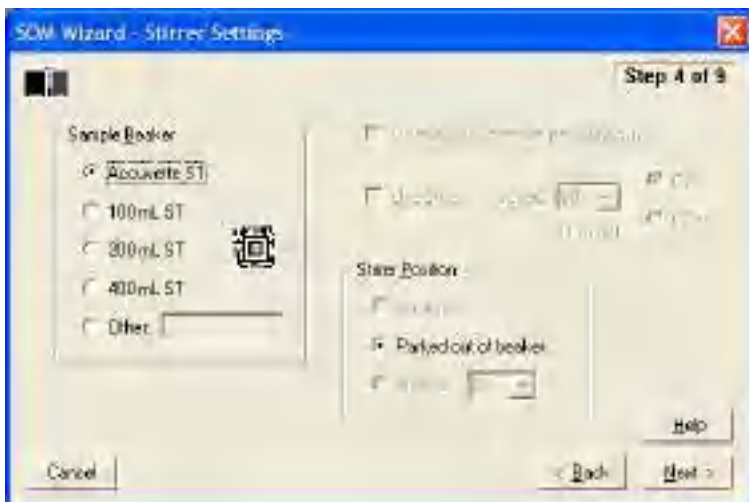 SOM Wizard - Stirrer Settings
Step 4 of 9
Sample Beaker
Accuvette ST
100mL ST
200mL ST
400mL ST
Other
Stirrer Position
Parked out of beaker
Help
Cancel
< Back
Next >